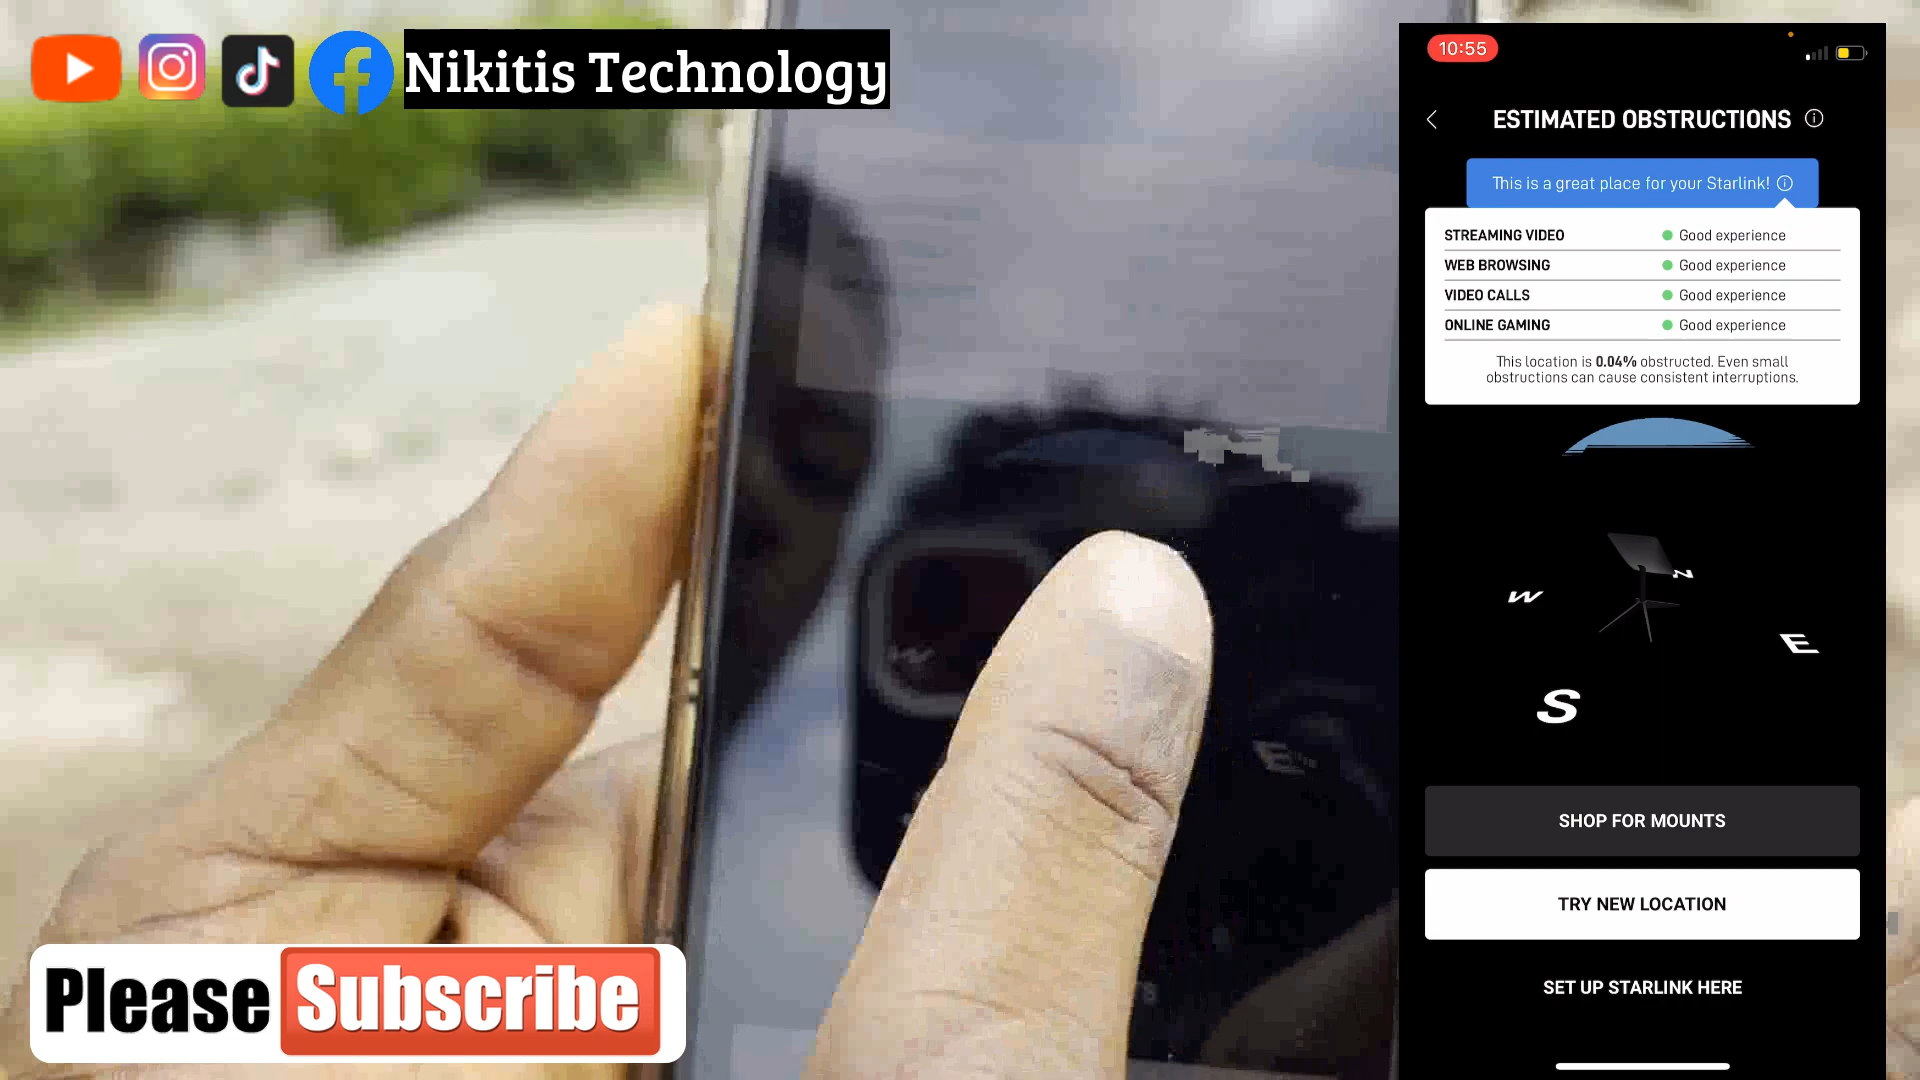 Nikitis Technology
10:55
ESTIMATED OBSTRUCTIONS
This is a great place for your Starlink!
STREAMING VIDEO Good experience
WEB BROWSING Good experience
VIDEO CALLS Good experience
ONLINE GAMING Good experience
This location is 0.04% obstructed. Even small
obstructions can cause consistent interruptions.
N
W
E
S
W
E
SHOP FOR MOUNTS
TRY NEW LOCATION
SET UP STARLINK HERE
Please Subscribe